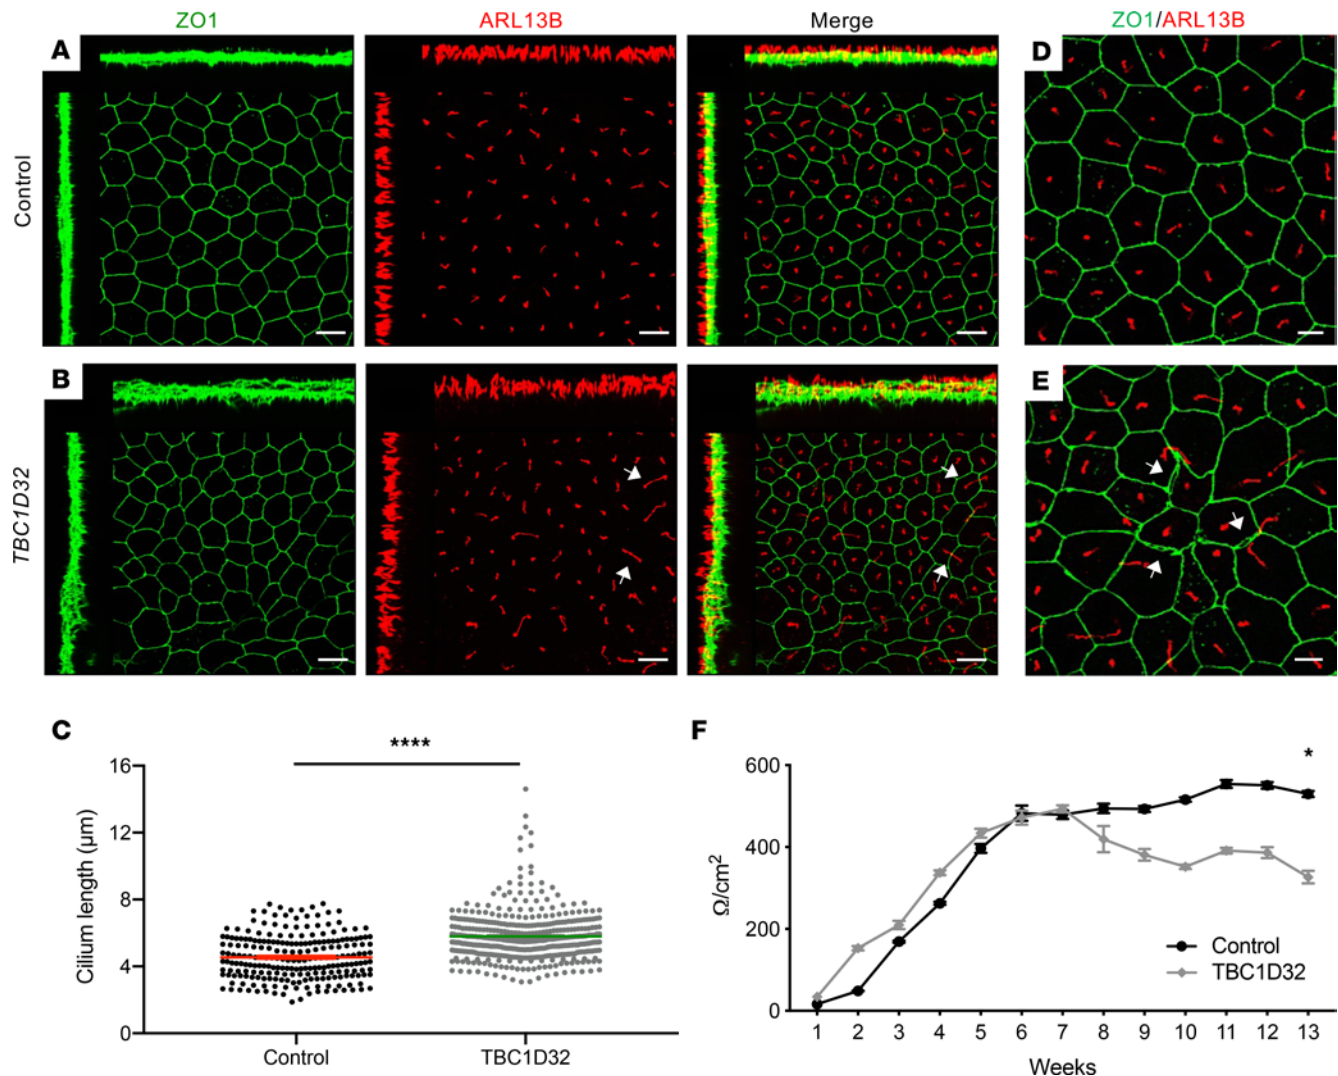 ZO1
ARL13B
Merge
ZO1/ARL13B
A
D
Control
B
E
TBC1D32
C
F
****
*
16
12
8
4
0
Cilium length (µm)
Control
TBC1D32
600
400
200
0
Ω/cm²
Control
TBC1D32
1 2 3 4 5 6 7 8 9 10 11 12 13
Weeks